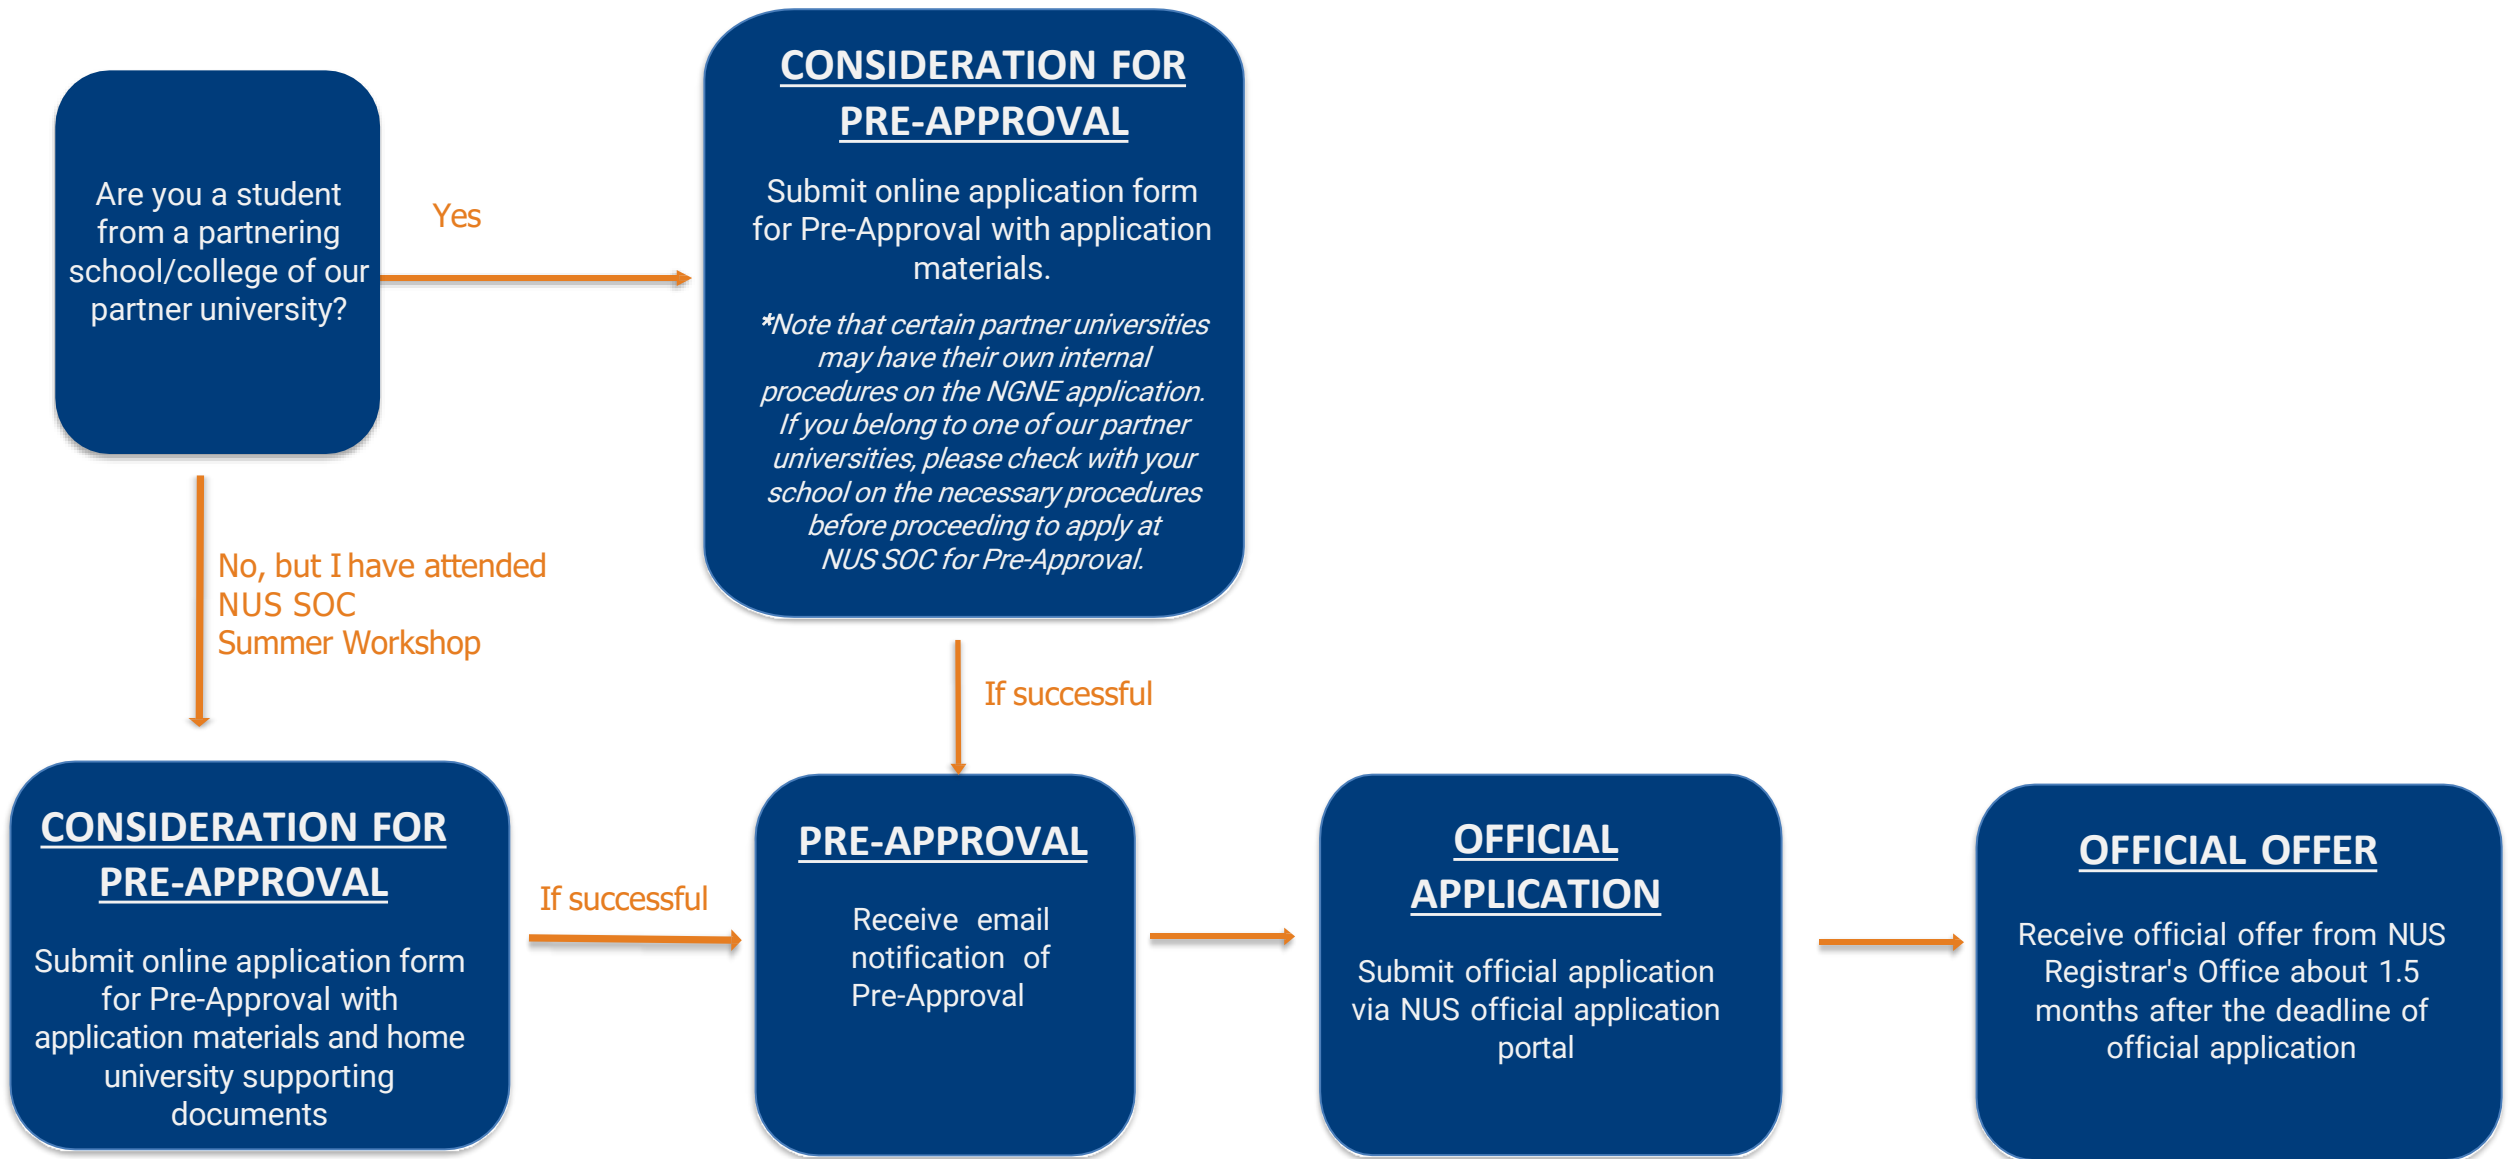 Are you a student
from a partnering
school/college of our
partner university?
Yes
CONSIDERATION FOR
PRE-APPROVAL
Submit online application form
for Pre-Approval with application
materials.
*Note that certain partner universities
may have their own internal
procedures on the NGNE application.
If you belong to one of our partner
universities, please check with your
school on the necessary procedures
before proceeding to apply at
NUS SOC for Pre-Approval.
No, but I have attended
NUS SOC
Summer Workshop
If successful
CONSIDERATION FOR
PRE-APPROVAL
Submit online application form
for Pre-Approval with
application materials and home
university supporting
documents
If successful
PRE-APPROVAL
Receive email
notification of
Pre-Approval
OFFICIAL
APPLICATION
Submit official application
via NUS official application
portal
OFFICIAL OFFER
Receive official offer from NUS
Registrar's Office about 1.5
months after the deadline of
official application